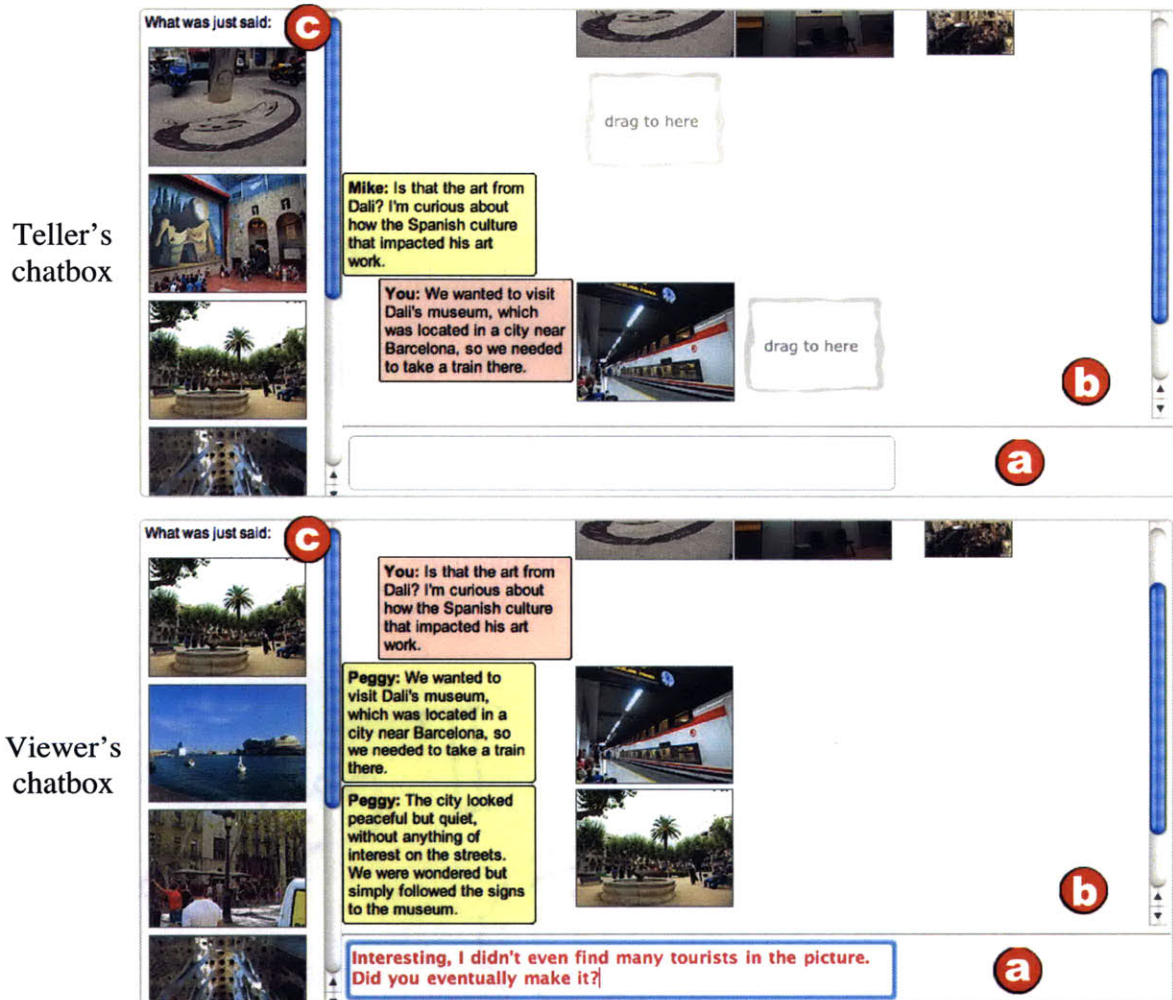 What was just said:
C
drag to here
Mike: Is that the art from
Dali? I'm curious about
how the Spanish culture
that impacted his art
work.
Teller's
chatbox
You: We wanted to visit
Dali's museum, which
was located in a city near
Barcelona, so we needed
to take a train there.
drag to here
b
a
What was just said:
C
You: Is that the art from
Dali? I'm curious about
how the Spanish culture
that impacted his art
work.
Peggy: We wanted to
visit Dali's museum,
which was located in a
city near Barcelona, so
we needed to take a train
there.
Viewer's
chatbox
Peggy: The city looked
peaceful but quiet,
without anything of
interest on the streets.
We were wondered but
simply followed the signs
to the museum.
b
Interesting, I didn't even find many tourists in the picture.
Did you eventually make it?
a